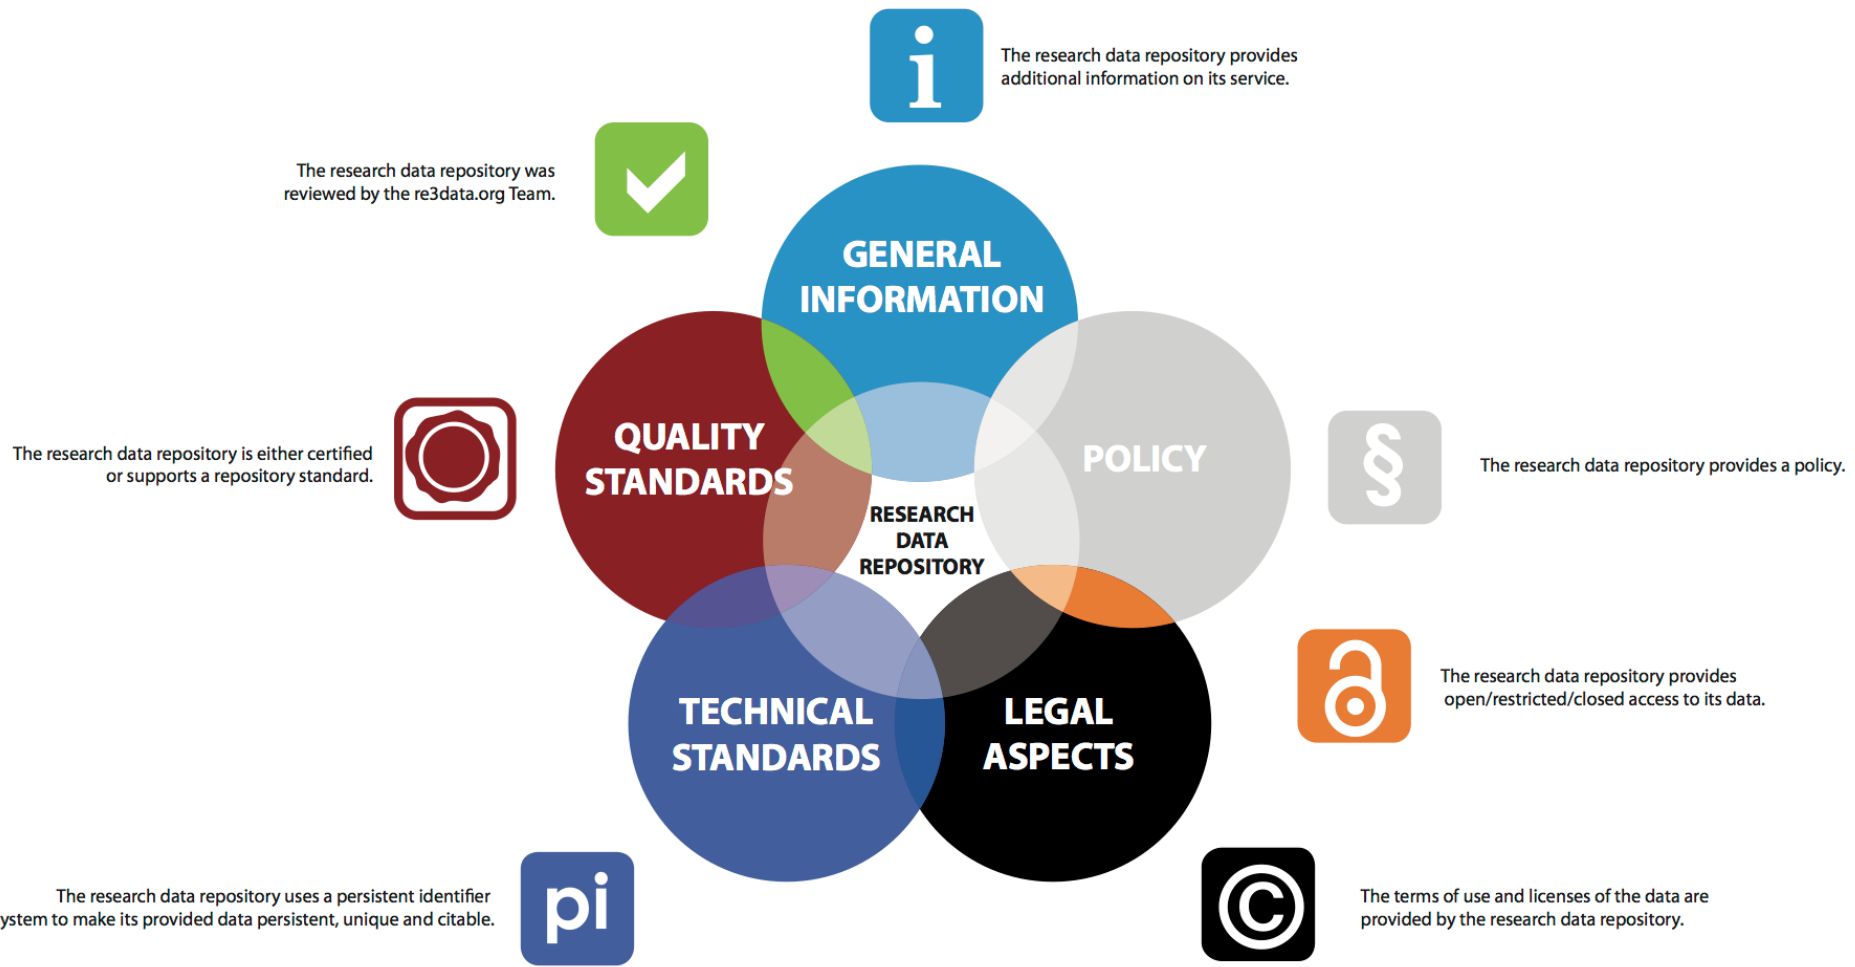 i
The research data repository provides
additional information on its service.
The research data repository was
reviewed by the re3data.org Team.
GENERAL
INFORMATION
QUALITY
STANDARDS
POLICY
The research data repository is either certified
or supports a repository standard.
§
The research data repository provides a policy.
RESEARCH
DATA
REPOSITORY
The research data repository provides
open/restricted/closed access to its data.
TECHNICAL
STANDARDS
LEGAL
ASPECTS
The research data repository uses a persistent identifier
ystem to make its provided data persistent, unique and citable.
pi
©
The terms of use and licenses of the data are
provided by the research data repository.